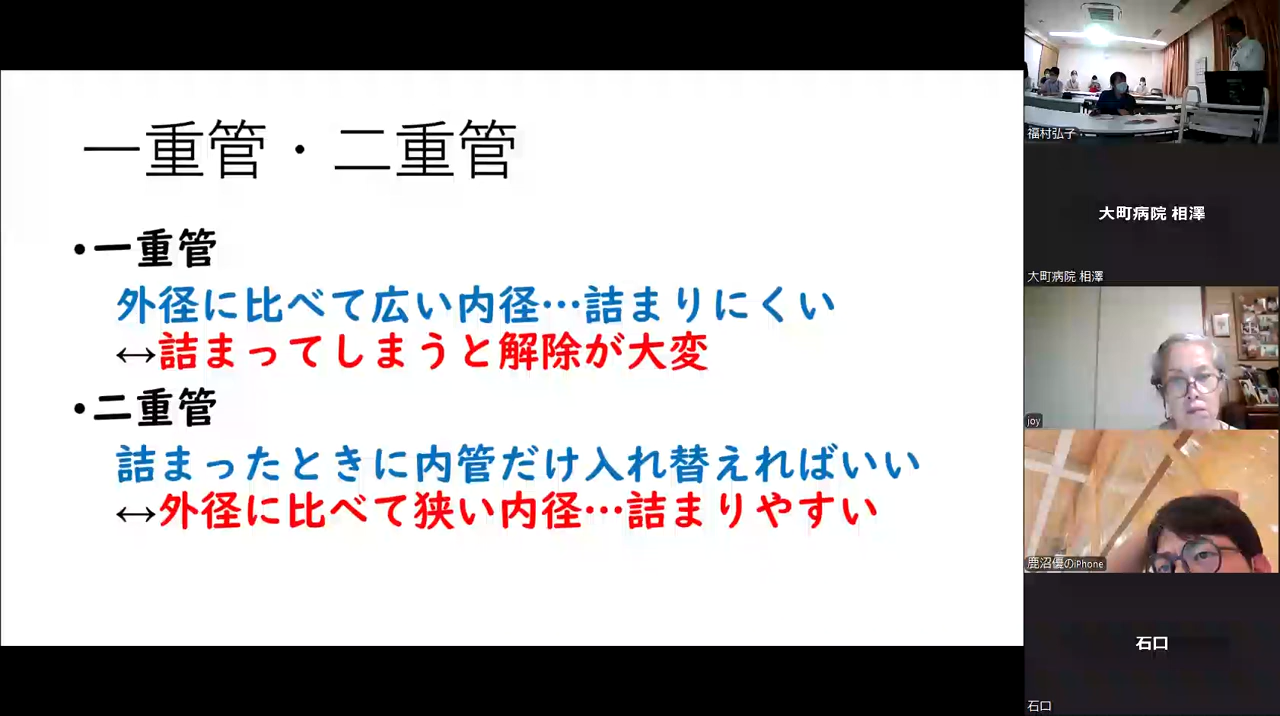 一重管・二重管
•一重管
外径に比べて広い内径…詰まりにくい
↔詰まってしまうと解除が大変
•二重管
詰まったときに内管だけ入れ替えればいい
↔外径に比べて狭い内径…詰まりやすい
福村弘子
大町病院 相澤
大町病院 相澤
joy
鹿沼優のiPhone
石口
石口